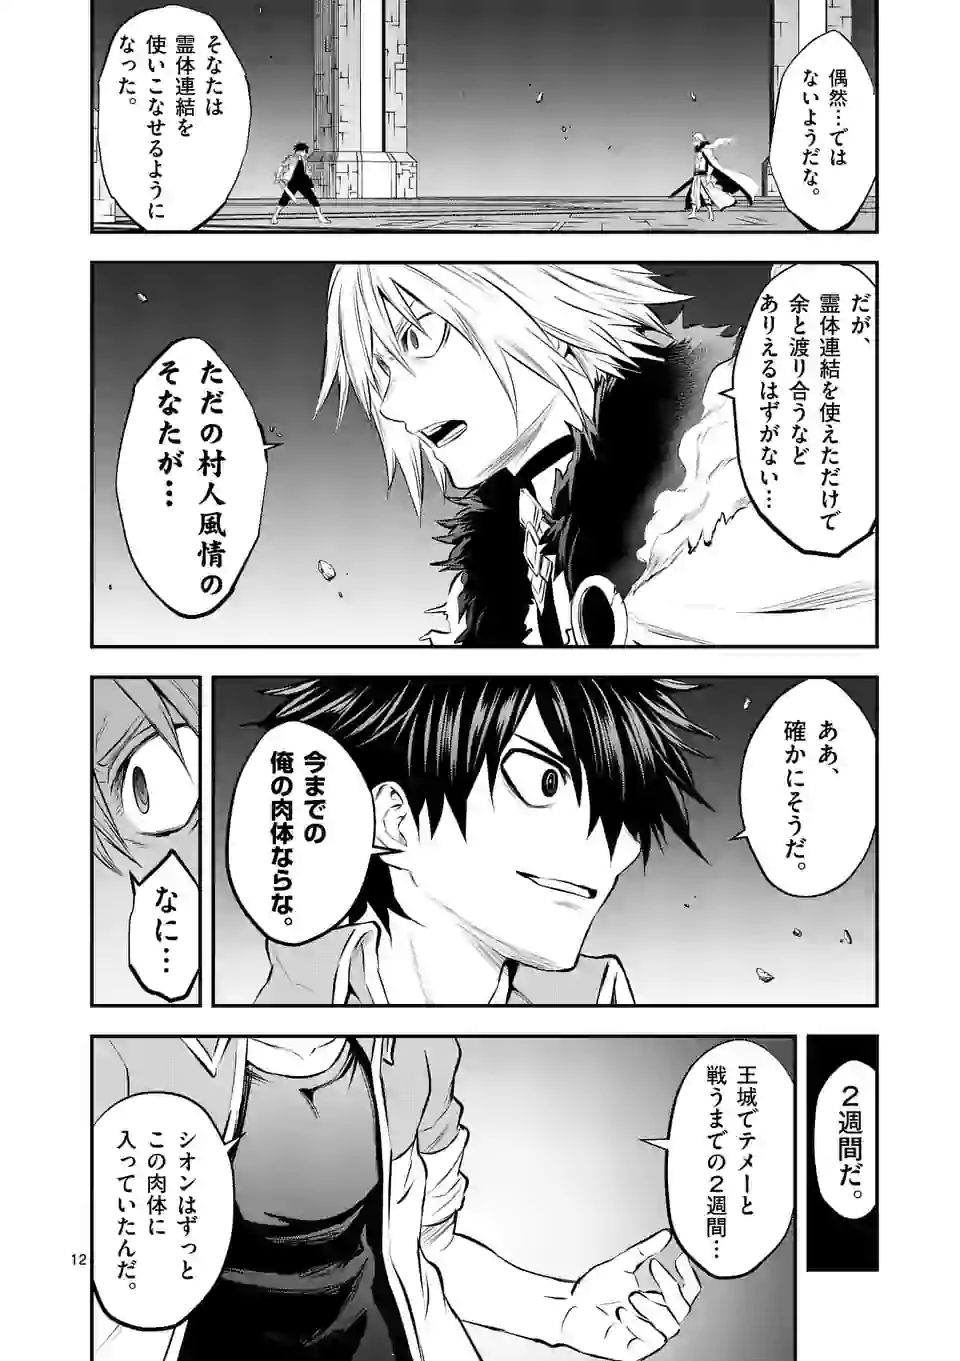 偶然…では
ないようだな。
そなたは
霊体連結を
使いこなせるように
なった。
だが、
霊体連結を使えただけで
余と渡り合うなど
ありえるはずがない…
ただの村人風情の
そなたが…
ああ、
確かにそうだ。
今までの
俺の肉体ならな。
なに…
2週間だ。
王城でテメーと
戦うまでの2週間…
シオンはずっと
この肉体に
入っていたんだ。
12